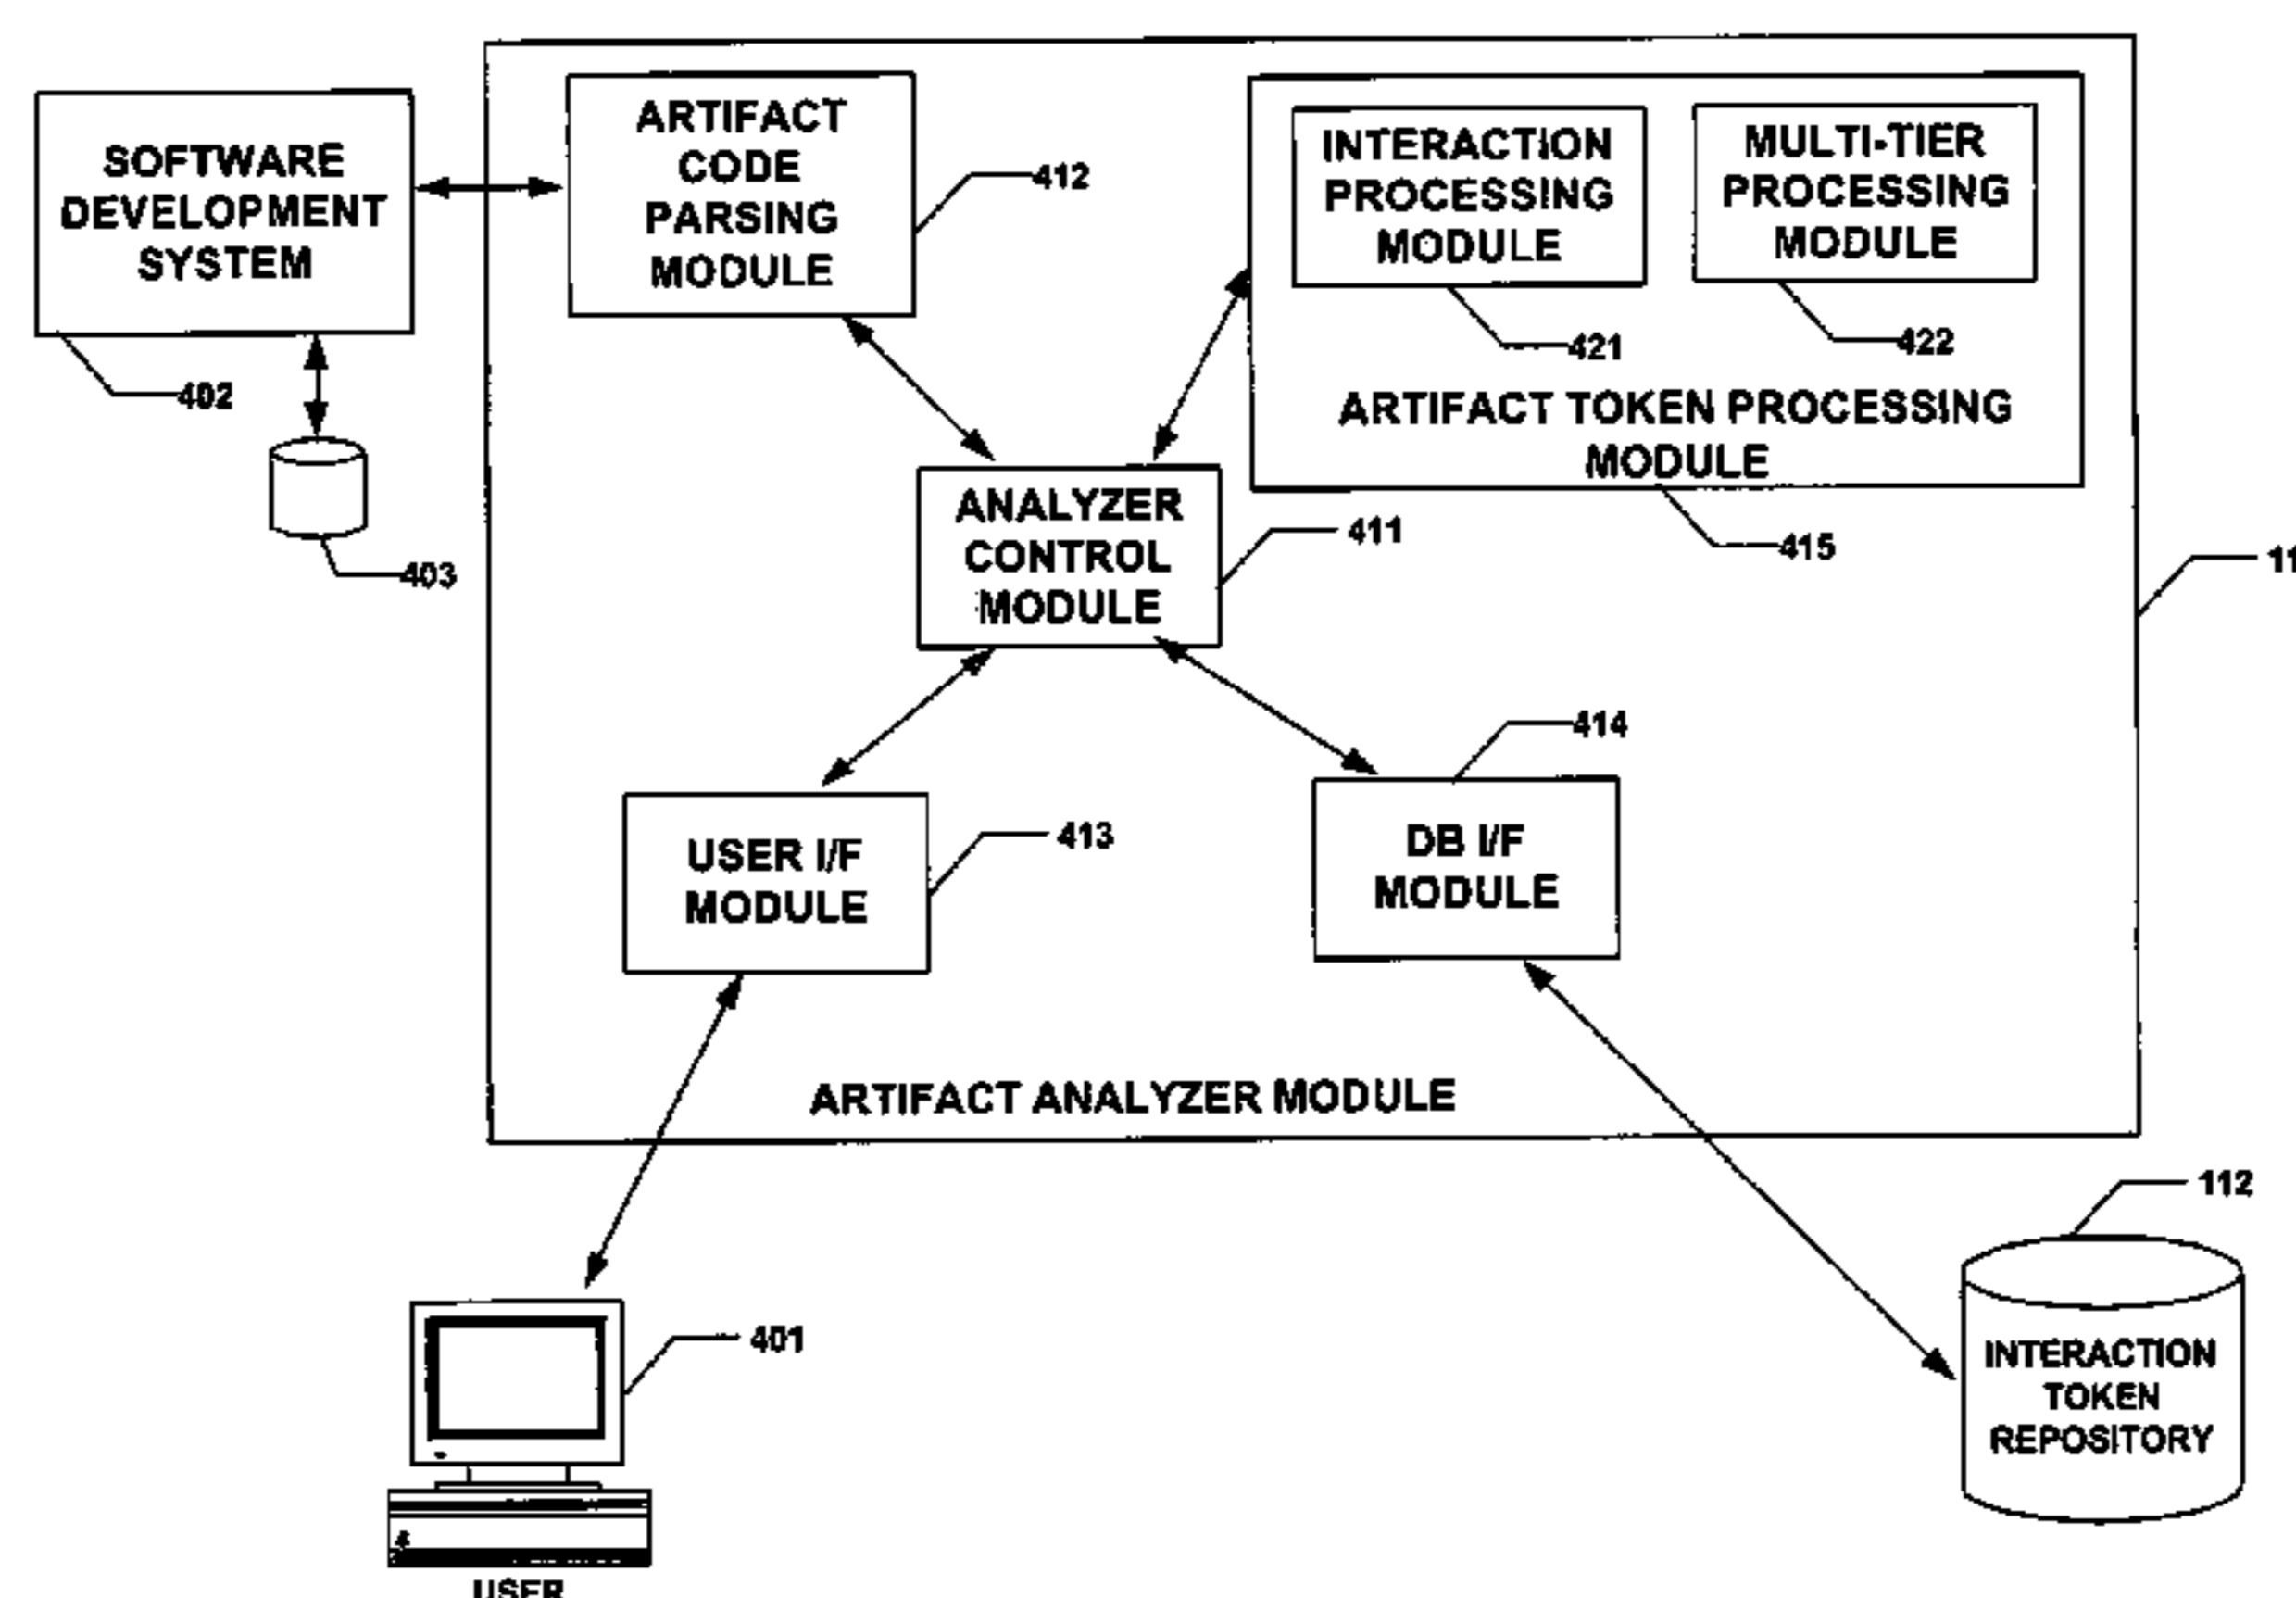 SOFTWARE
DEVELOPMENT
SYSTEM
402
403
ARTIFACT
CODE
PARSING
MODULE
412
INTERACTION
PROCESSING
MODULE
421
MULTI-TIER
PROCESSING
MODULE
422
ARTIFACT TOKEN PROCESSING
MODULE
415
ANALYZER
CONTROL
MODULE
411
USER I/F
MODULE
413
DB I/F
MODULE
414
ARTIFACT ANALYZER MODULE
401
USER
112
INTERACTION
TOKEN
REPOSITORY